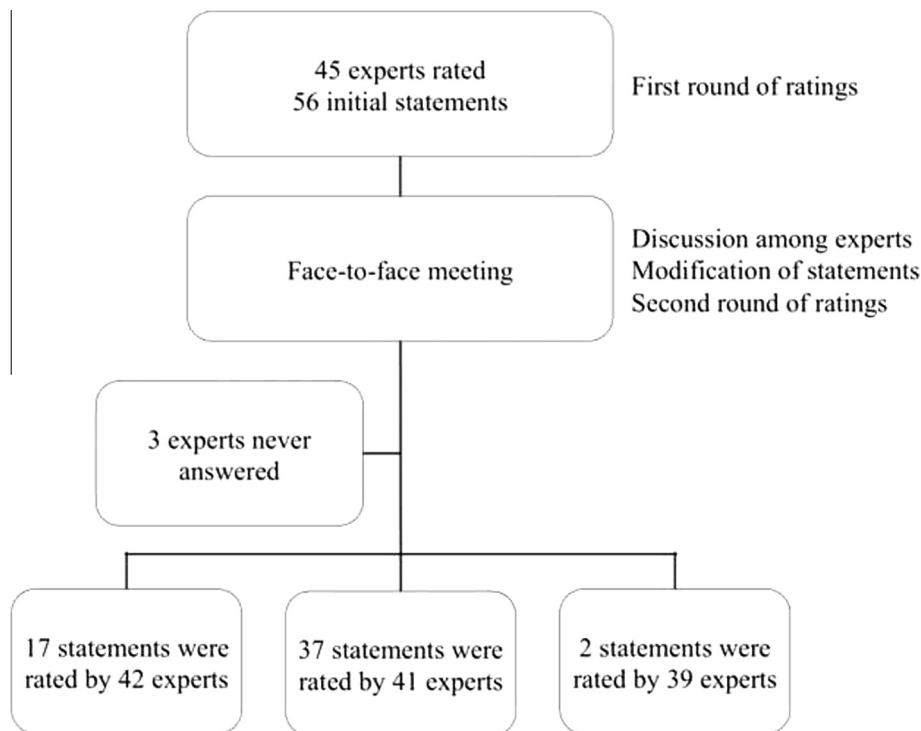 45 experts rated
56 initial statements
First round of ratings
Face-to-face meeting
Discussion among experts
Modification of statements
Second round of ratings
3 experts never
answered
17 statements were
rated by 42 experts
37 statements were
rated by 41 experts
2 statements were
rated by 39 experts